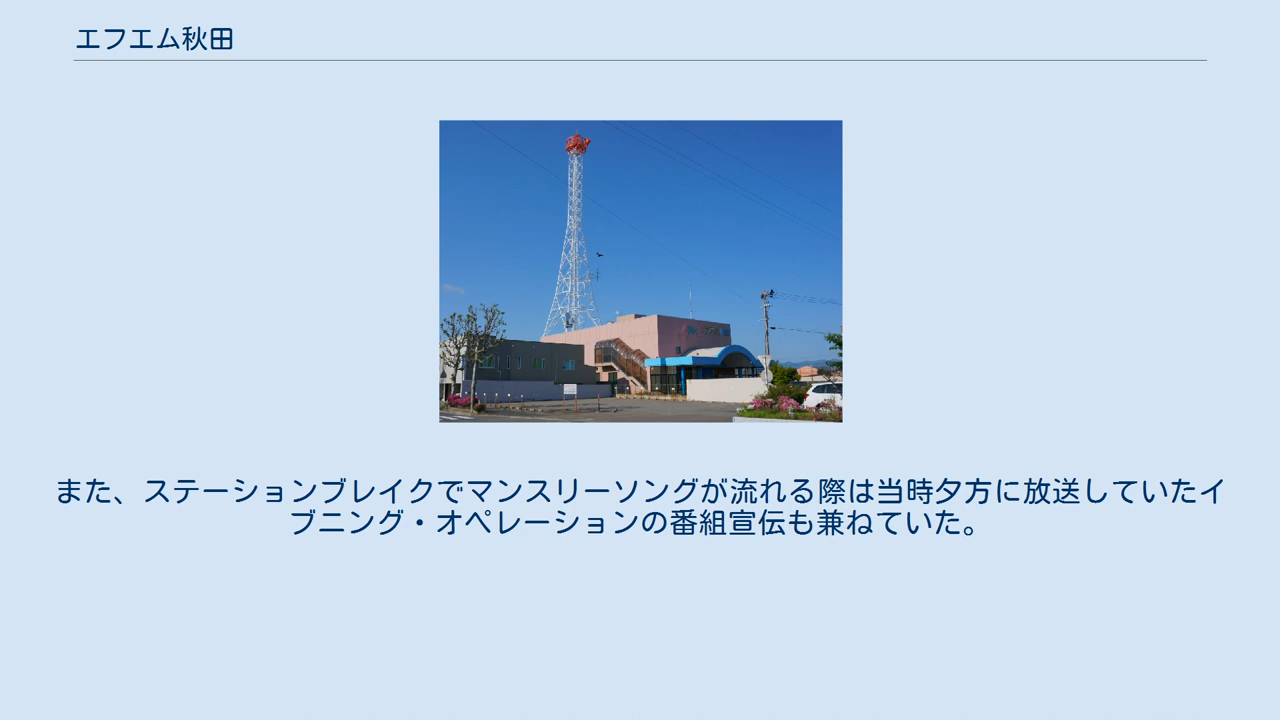 エフエム秋田
また、ステーションブレイクでマンスリーソングが流れる際は当時夕方に放送していたイ
ブニング・オペレーションの番組宣伝も兼ねていた。